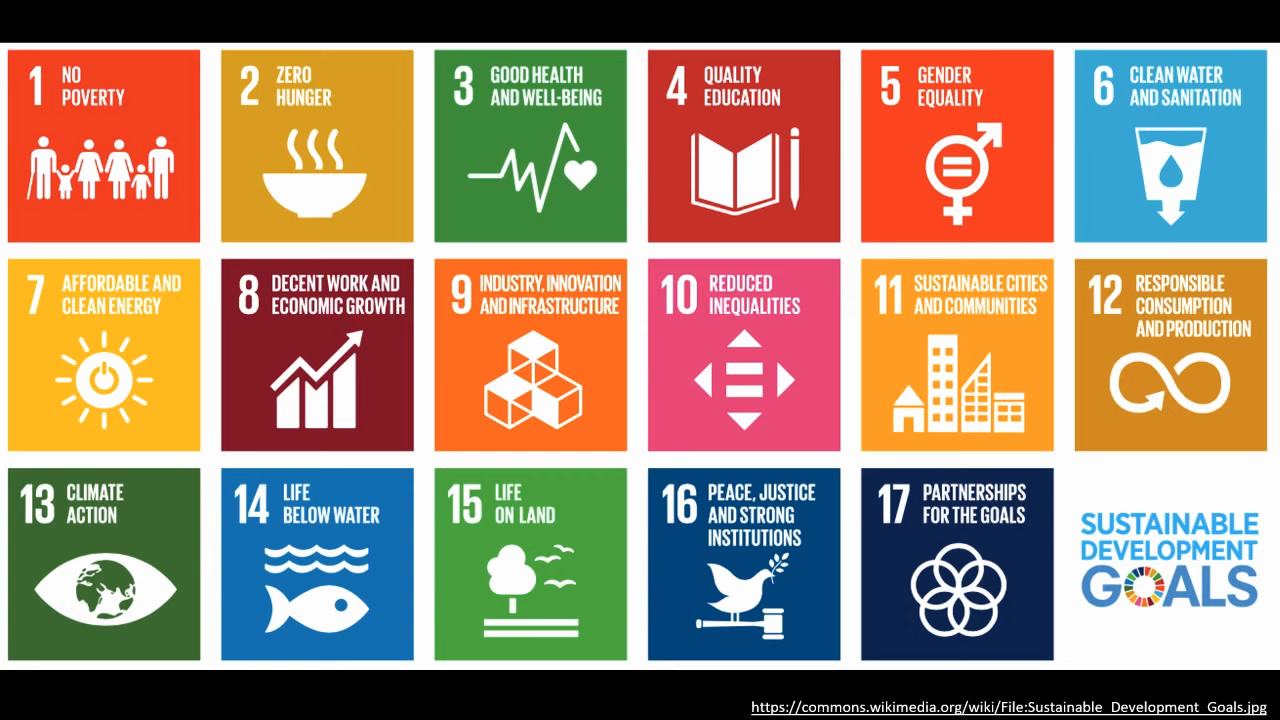 1 NO
POVERTY
2 ZERO
HUNGER
3 GOOD HEALTH
AND WELL-BEING
4 QUALITY
EDUCATION
5 GENDER
EQUALITY
6 CLEAN WATER
AND SANITATION
7 AFFORDABLE AND
CLEAN ENERGY
8 DECENT WORK AND
ECONOMIC GROWTH
9 INDUSTRY, INNOVATION
AND INFRASTRUCTURE
10 REDUCED
INEQUALITIES
11 SUSTAINABLE CITIES
AND COMMUNITIES
12 RESPONSIBLE
CONSUMPTION
AND PRODUCTION
13 CLIMATE
ACTION
14 LIFE
BELOW WATER
15 LIFE
ON LAND
16 PEACE, JUSTICE
AND STRONG
INSTITUTIONS
17 PARTNERSHIPS
FOR THE GOALS
SUSTAINABLE
DEVELOPMENT
GOALS
https://commons.wikimedia.org/wiki/File:Sustainable_Development_Goals.jpg